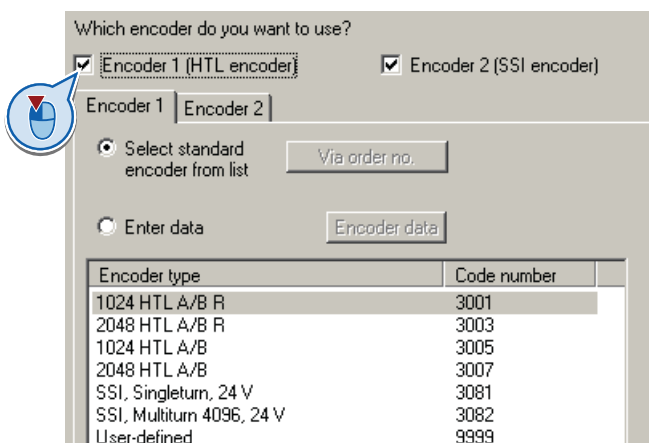 Which encoder do you want to use?
Encoder 1 (HTL encoder) Encoder 2 (SSI encoder)
Encoder 1 Encoder 2
Select standard
encoder from list
Via order no.
Enter data Encoder data
Encoder type Code number
1024 HTL A/B R 3001
2048 HTL A/B R 3003
1024 HTL A/B 3005
2048 HTL A/B 3007
SSI, Singleturn, 24 V 3081
SSI, Multiturn 4096, 24 V 3082
User-defined 9999